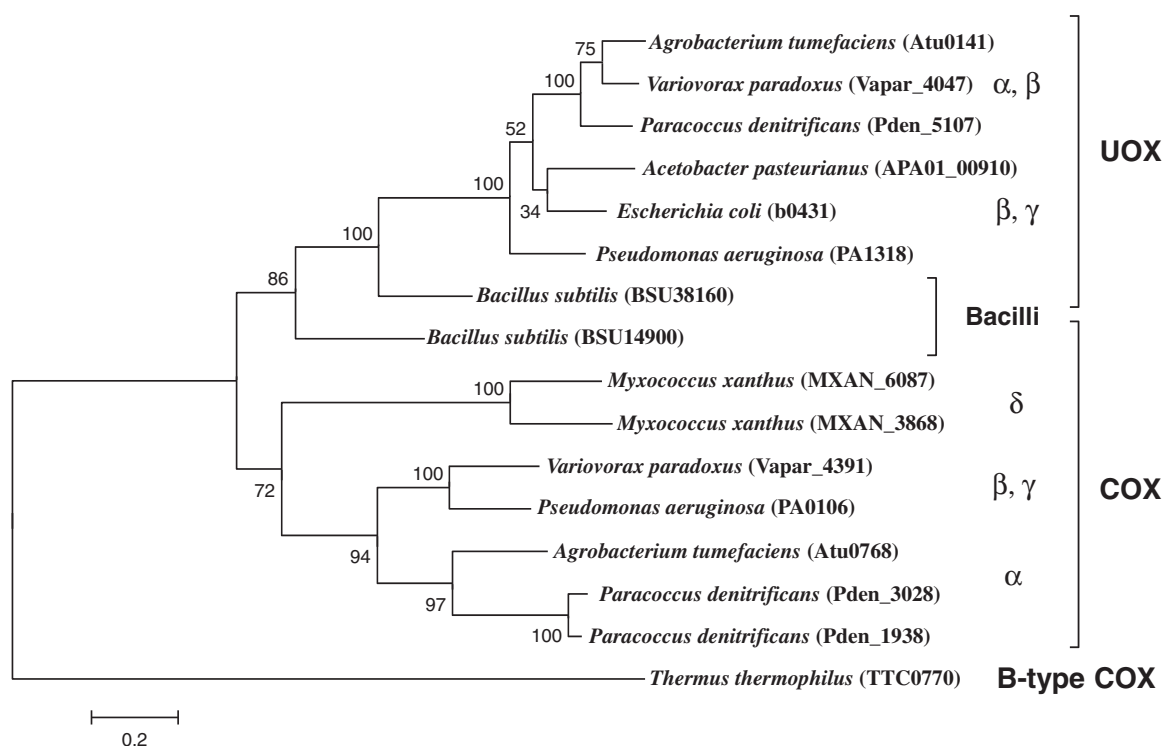 75
Agrobacterium tumefaciens (Atu0141)
100
Variovorax paradoxus (Vapar_4047)
α, β
52
Paracoccus denitrificans (Pden_5107)
UOX
Acetobacter pasteurianus (APA01_00910)
100
34
Escherichia coli (b0431)
β, γ
100
Pseudomonas aeruginosa (PA1318)
86
Bacillus subtilis (BSU38160)
Bacilli
Bacillus subtilis (BSU14900)
100
Myxococcus xanthus (MXAN_6087)
δ
Myxococcus xanthus (MXAN_3868)
72
100
Variovorax paradoxus (Vapar_4391)
β, γ
COX
Pseudomonas aeruginosa (PA0106)
94
Agrobacterium tumefaciens (Atu0768)
α
97
Paracoccus denitrificans (Pden_3028)
100
Paracoccus denitrificans (Pden_1938)
Thermus thermophilus (TTC0770)
B-type COX
0.2